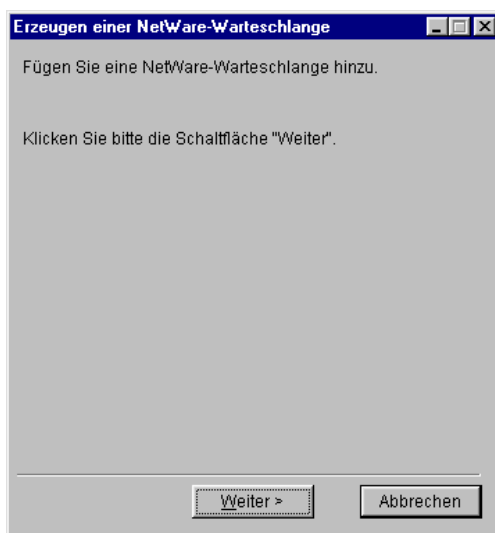 Erzeugen einer NetWare-Warteschlange
Fügen Sie eine NetWare-Warteschlange hinzu.
Klicken Sie bitte die Schaltfläche "Weiter".
Weiter >
Abbrechen